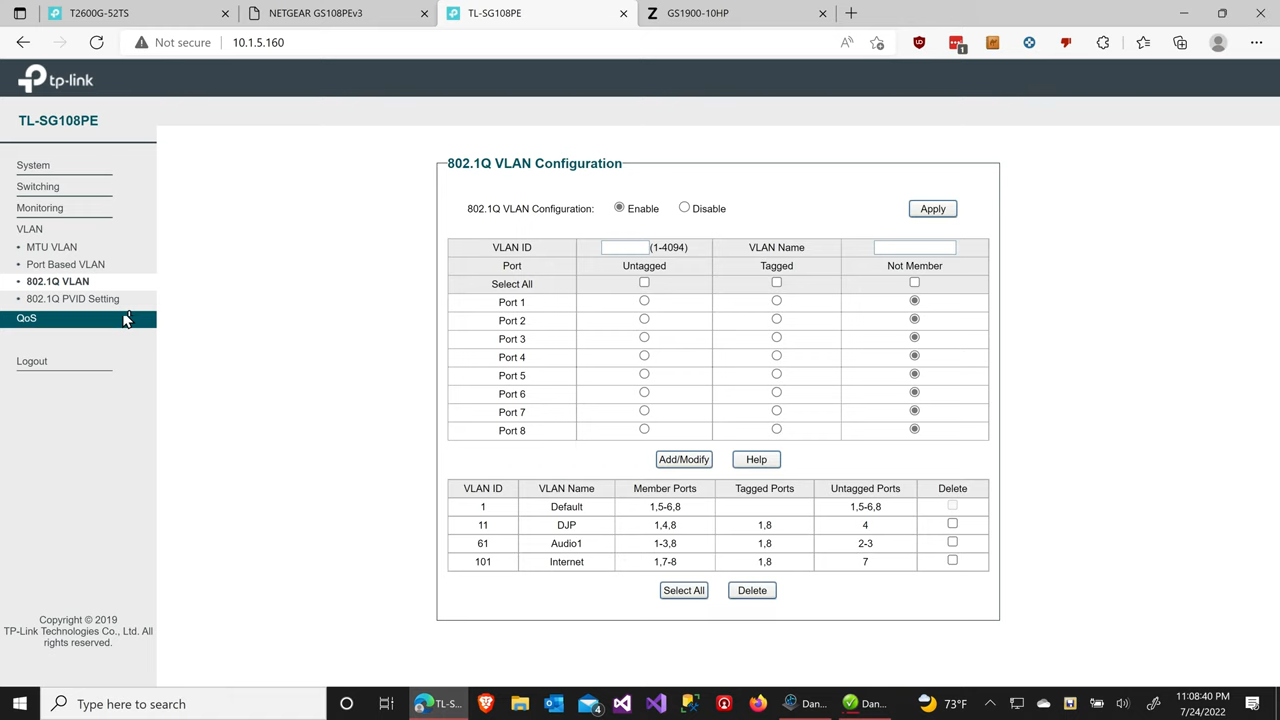 T2600G-52TS
NETGEAR GS108PEv3
TL-SG108PE
Z GS1900-10HP
Not secure 10.1.5.160
1
tp-link
TL-SG108PE
System
Switching
Monitoring
VLAN
• MTU VLAN
• Port Based VLAN
• 802.1Q VLAN
• 802.1Q PVID Setting
QoS
Logout
Copyright © 2019
TP-Link Technologies Co., Ltd. All
rights reserved.
802.1Q VLAN Configuration
802.1Q VLAN Configuration: Enable Disable Apply
VLAN ID (1-4094) VLAN Name
Port Untagged Tagged Not Member
Select All
Port 1
Port 2
Port 3
Port 4
Port 5
Port 6
Port 7
Port 8
Add/Modify Help
VLAN ID VLAN Name Member Ports Tagged Ports Untagged Ports Delete
1 Default 1,5-6,8 1,5-6,8
11 DJP 1,4,8 1,8 4
61 Audio1 1-3,8 1,8 2-3
101 Internet 1,7-8 1,8 7
Select All Delete
Type here to search
TL-S...
4
Dan...
Dan...
73°F
11:08:40 PM
7/24/2022